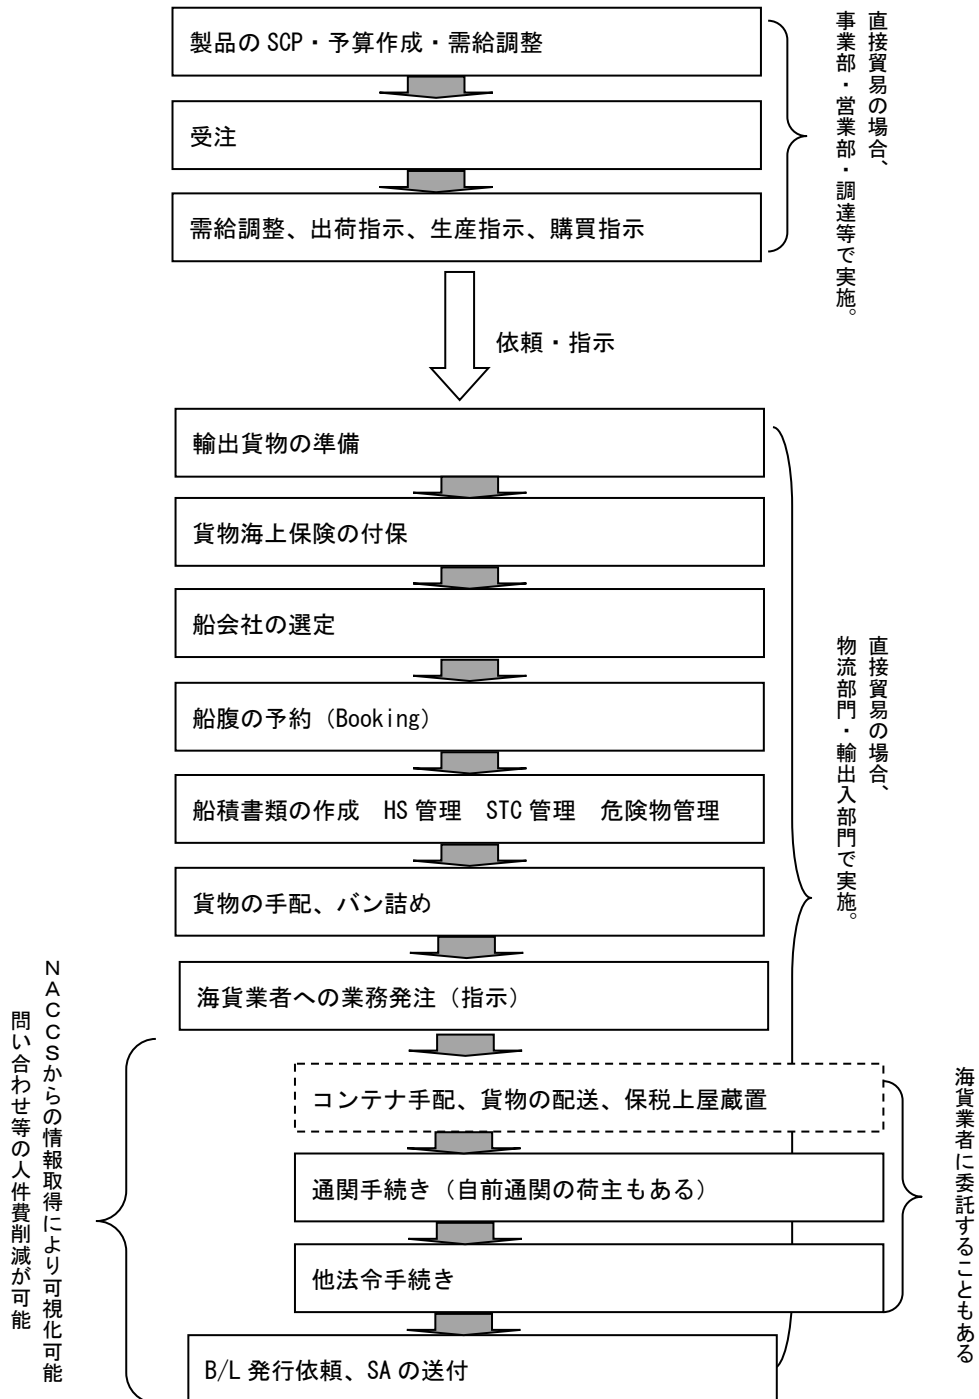 製品の SCP・予算作成・需給調整
受注
需給調整、出荷指示、生産指示、購買指示
直接貿易の場合、
事業部・営業部・調達等で実施。
依頼・指示
輸出貨物の準備
貨物海上保険の付保
船会社の選定
船腹の予約（Booking）
船積書類の作成　HS 管理　STC 管理　危険物管理
貨物の手配、バン詰め
海貨業者への業務発注（指示）
直接貿易の場合、
物流部門・輸出入部門で実施。
コンテナ手配、貨物の配送、保税上屋蔵置
通関手続き（自前通関の荷主もある）
他法令手続き
B/L 発行依頼、SA の送付
海貨業者に委託することもある
ＮＡＣＣＳからの情報取得により可視化可能
問い合わせ等の人件費削減が可能